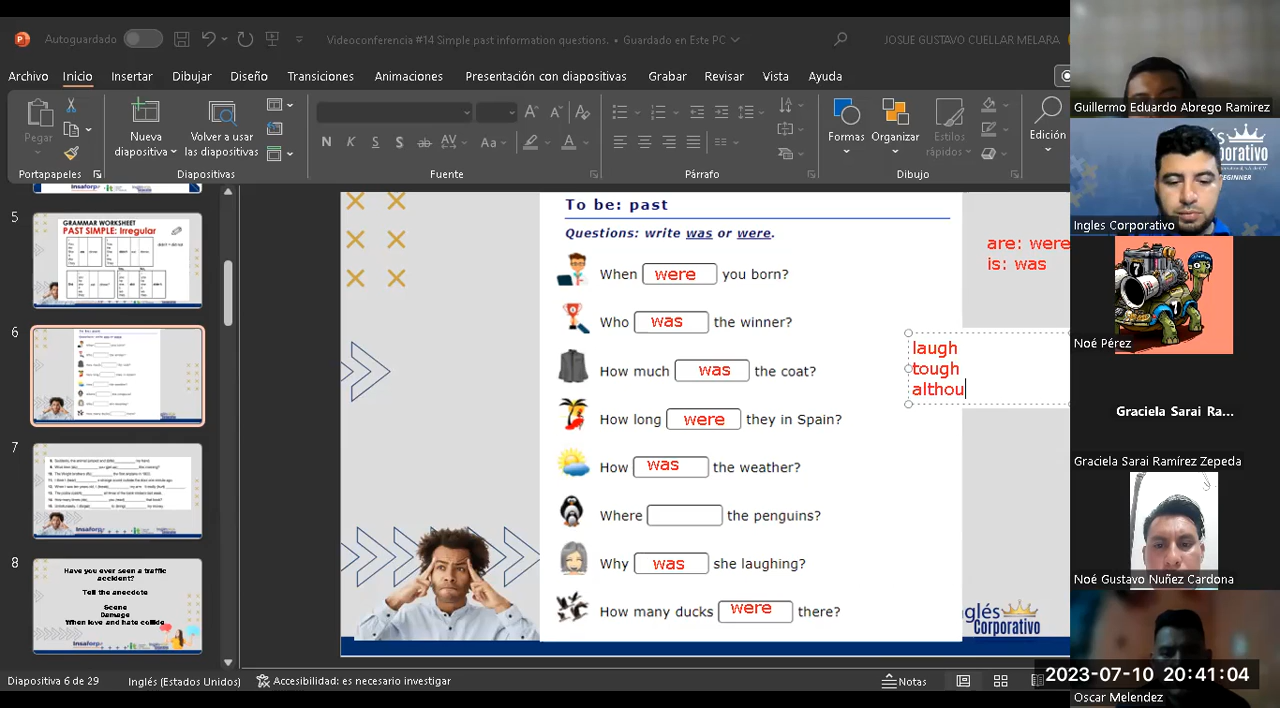 Autoguardado
Videoconferencia #14 Simple past information questions. • Guardado en Este PC
JOSUE GUSTAVO CUELLAR MELARA
Archivo Inicio Insertar Dibujar Diseño Transiciones Animaciones Presentación con diapositivas Grabar Revisar Vista Ayuda
Pegar
Nueva diapositiva
Volver a usar las diapositivas
N K S S ab AV Aa A
Formas
Organizar
Estilos rápidos
Edición
Portapapeles
Diapositivas
Fuente
Párrafo
Dibujo
5
GRAMMAR WORKSHEET
PAST SIMPLE: Irregular
6
7
8
Have you ever seen a traffic
accident?
Tell the anecdote
Scene
Damage
When love and hate collide
To be: past
Questions: write was or were.
When were you born?
Who was the winner?
How much was the coat?
How long were they in Spain?
How was the weather?
Where the penguins?
Why was she laughing?
How many ducks were there?
are: were
is: was
laugh
tough
althou
Inglés
Corporativo
Guillermo Eduardo Abrego Ramirez
Ingles Corporativo
Noé Pérez
Graciela Sarai Ra...
Graciela Sarai Ramírez Zepeda
Noé Gustavo Nuñez Cardona
Oscar Melendez
2023-07-10 20:41:04
Diapositiva 6 de 29
Inglés (Estados Unidos)
Accesibilidad: es necesario investigar
Notas